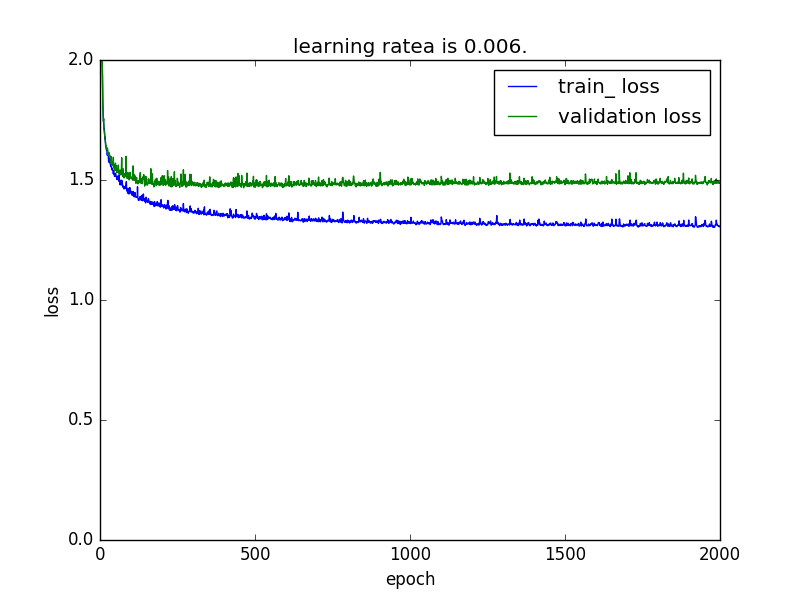 learning ratea is 0.006.
train_ loss
validation loss
2.0
1.5
1.0
0.5
0.0
loss
0 500 1000 1500 2000
epoch